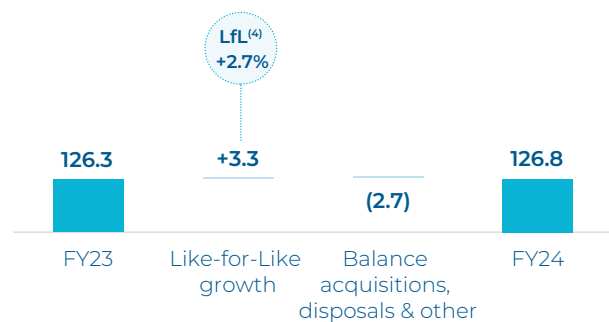 LfL(4)
+2.7%
126.3
+3.3
(2.7)
126.8
FY23
Like-for-Like
growth
Balance
acquisitions,
disposals & other
FY24